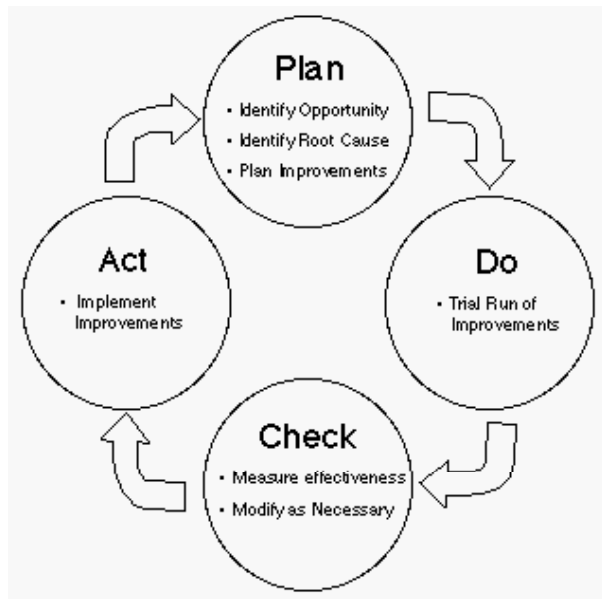 Plan
• Identify Opportunity
• Identify Root Cause
• Plan Improvements
Do
• Trial Run of
Improvements
Check
• Measure effectiveness
• Modify as Necessary
Act
• Implement
Improvements